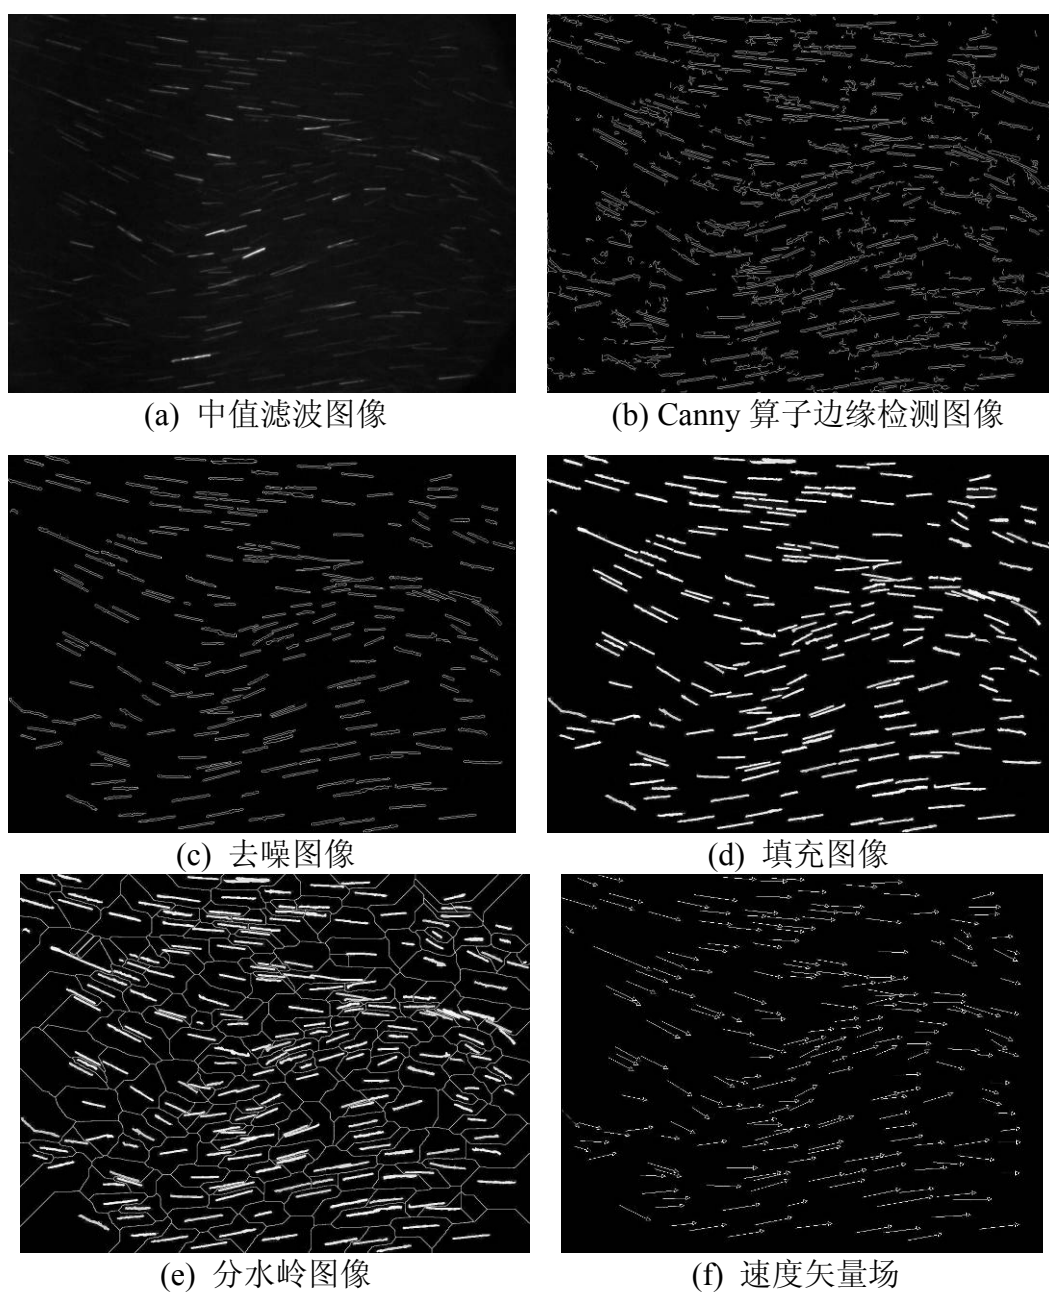 (a) 中值滤波图像
(b) Canny 算子边缘检测图像
(c) 去噪图像
(d) 填充图像
(e) 分水岭图像
(f) 速度矢量场